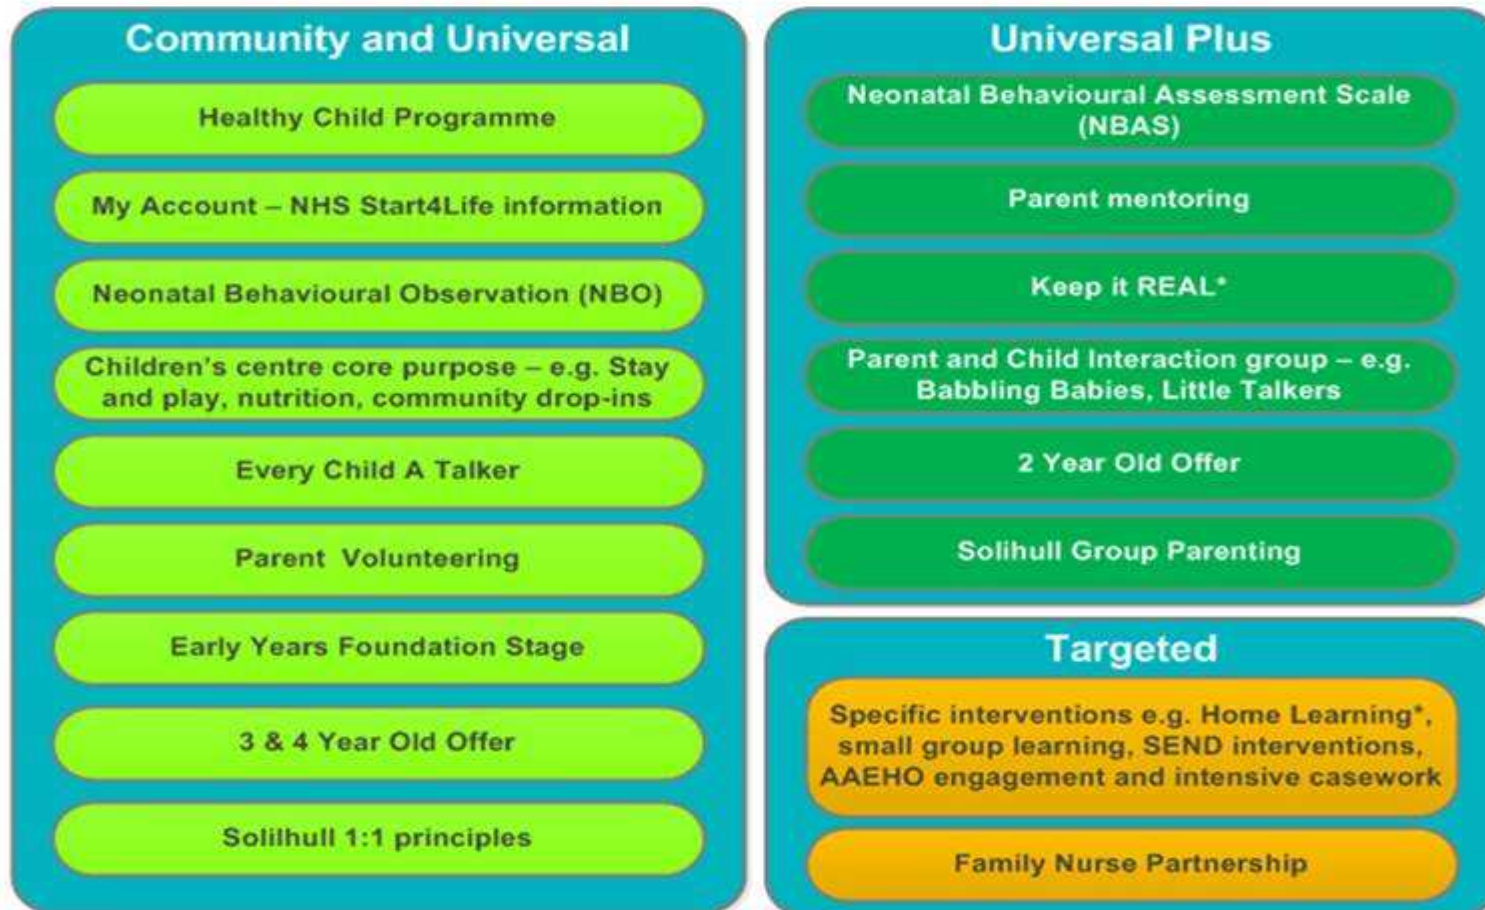 Community and Universal
Healthy Child Programme
My Account – NHS Start4Life information
Neonatal Behavioural Observation (NBO)
Children's centre core purpose – e.g. Stay
and play, nutrition, community drop-ins
Every Child A Talker
Parent Volunteering
Early Years Foundation Stage
3 & 4 Year Old Offer
Solilhull 1:1 principles
Universal Plus
Neonatal Behavioural Assessment Scale
(NBAS)
Parent mentoring
Keep it REAL*
Parent and Child Interaction group – e.g.
Babbling Babies, Little Talkers
2 Year Old Offer
Solihull Group Parenting
Targeted
Specific interventions e.g. Home Learning*,
small group learning, SEND interventions,
AAEHO engagement and intensive casework
Family Nurse Partnership